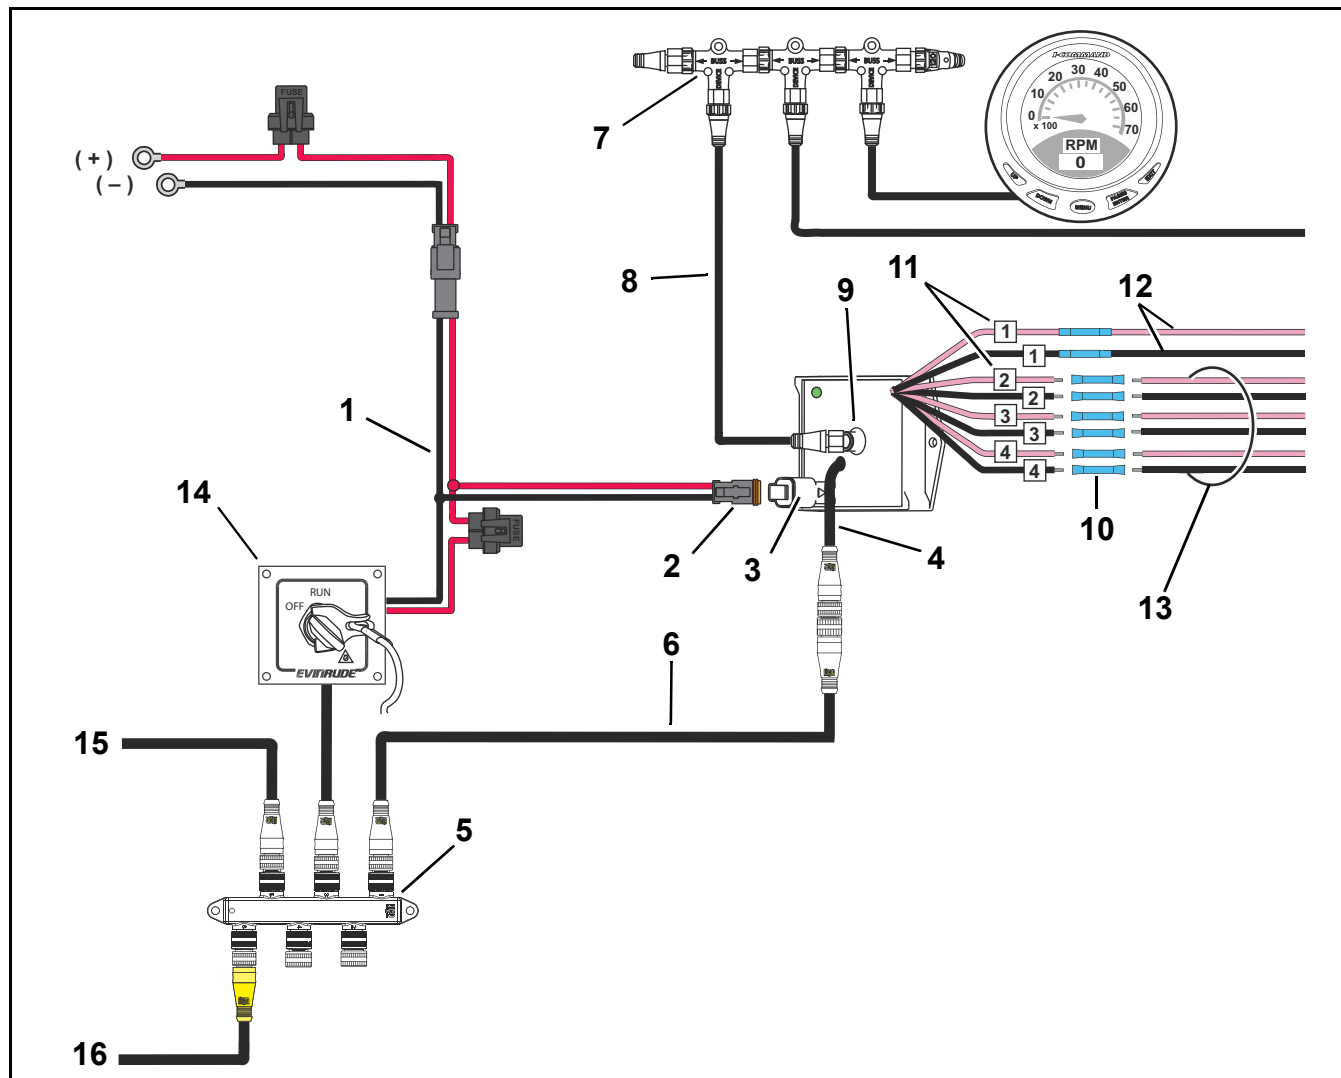 BUSS
BUSS
BUSS
DEVICE
DEVICE
DEVICE
7
I-COMMAND
0
10
20
30
40
50
60
70
x 100
RPM
0
UP
DOWN
MENU
PAGES
ENTER
EXIT
FUSE
(+)
(–)
8
9
11
12
1
1
2
2
3
3
4
4
10
13
1
2
3
4
FUSE
14
RUN
OFF
EVINRUDE
6
15
5
16